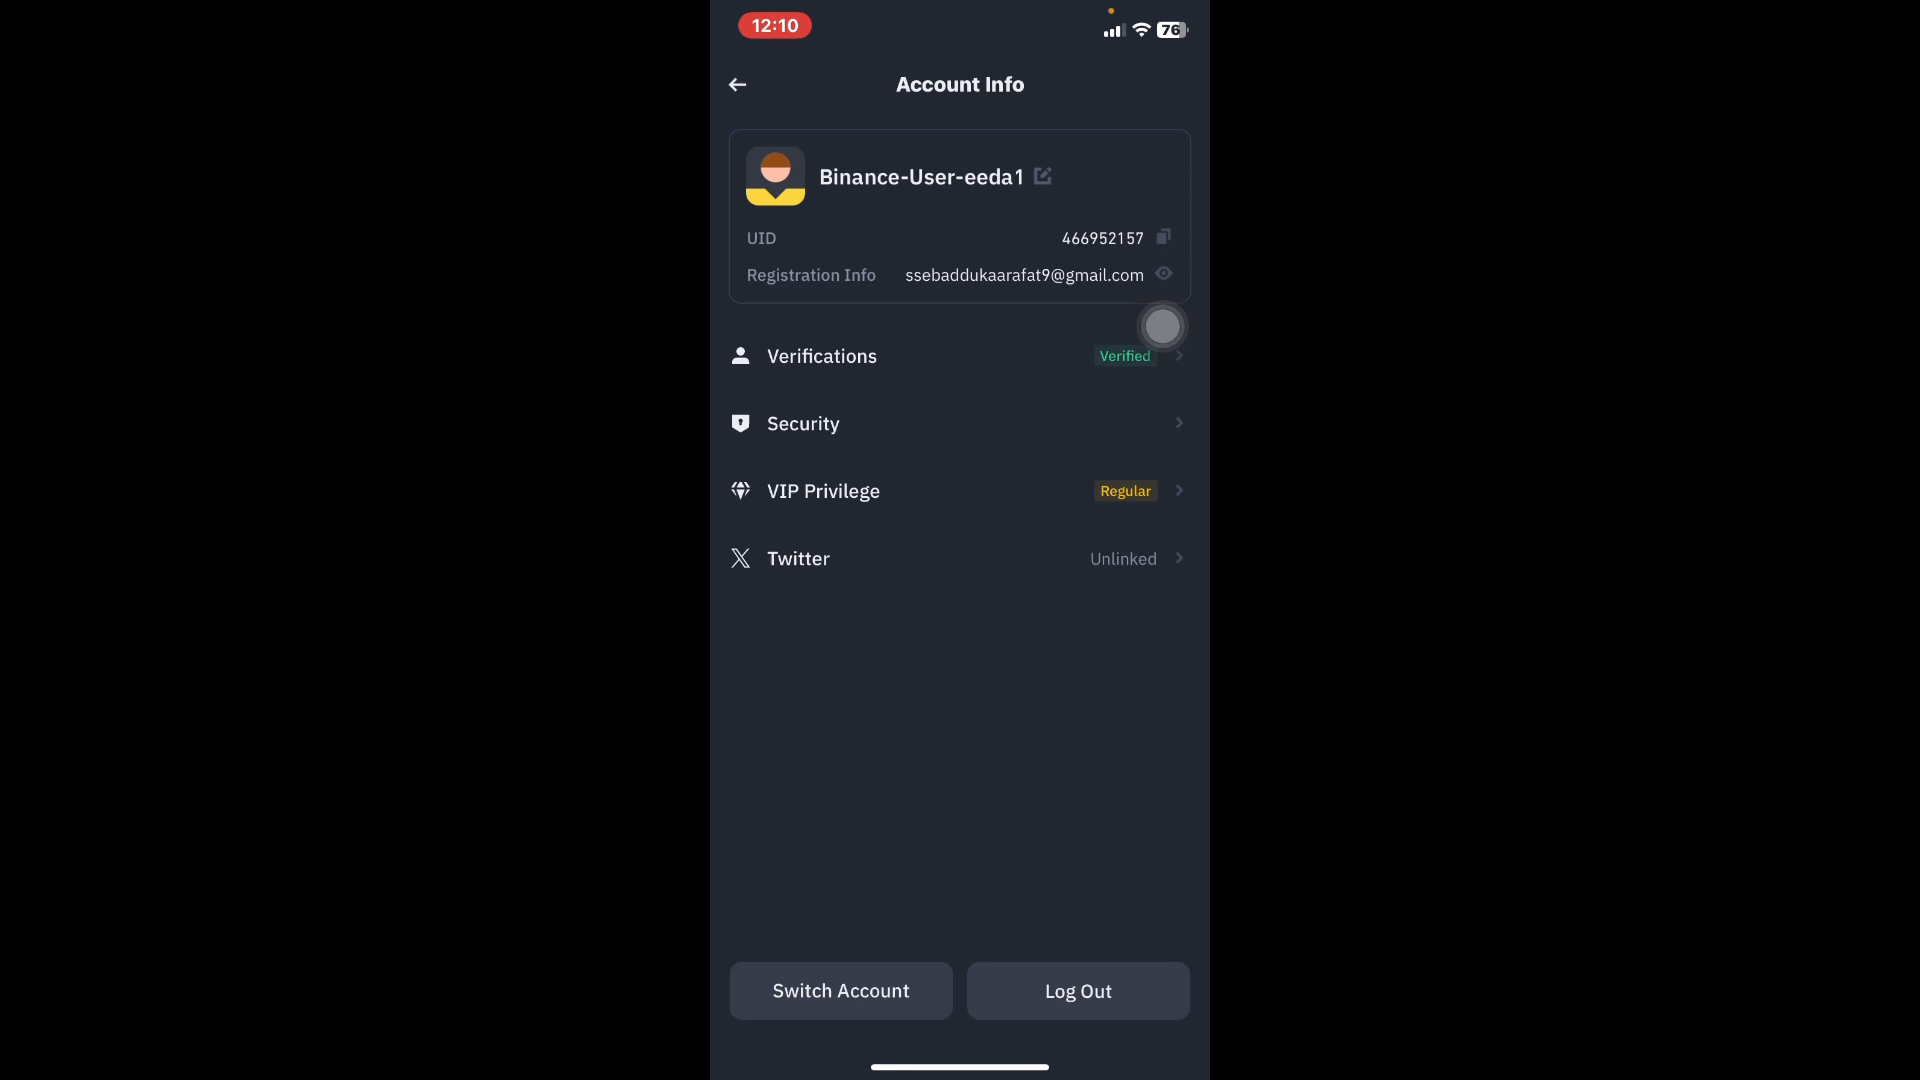 12:10
76
Account Info
Binance-User-eeda1
UID 466952157
Registration Info ssebaddukaarafat9@gmail.com
Verifications Verified
Security
VIP Privilege Regular
Twitter Unlinked
Switch Account Log Out